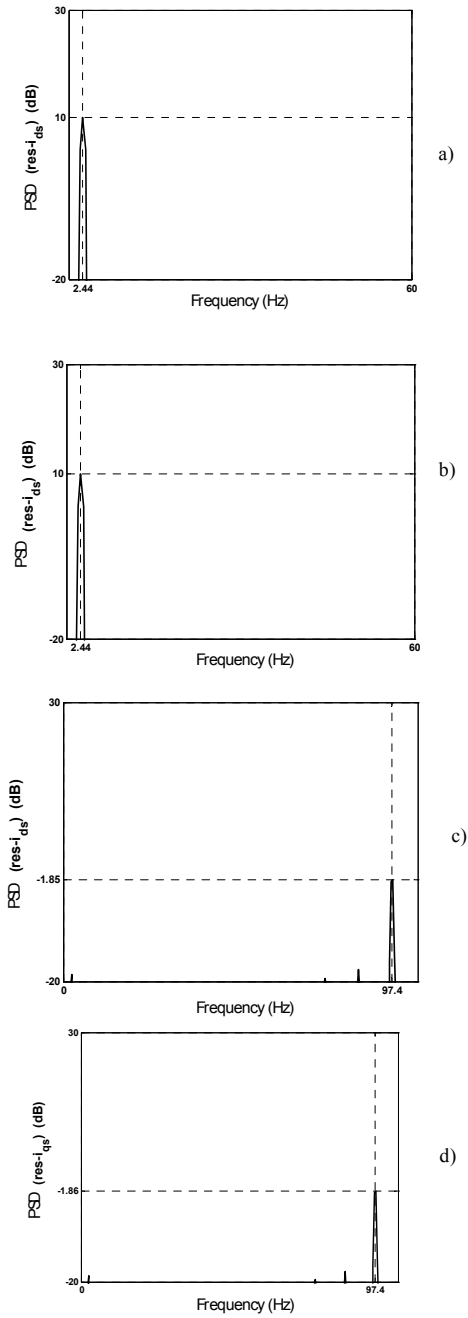 30
10
-20
PSD (res-ids) (dB)
2.44
60
Frequency (Hz)
a)
30
10
-20
PSD (res-ids) (dB)
2.44
60
Frequency (Hz)
b)
30
-1.85
-20
PSD (res-ids) (dB)
0
97.4
Frequency (Hz)
c)
30
-1.86
-20
PSD (res-iqs) (dB)
0
97.4
Frequency (Hz)
d)